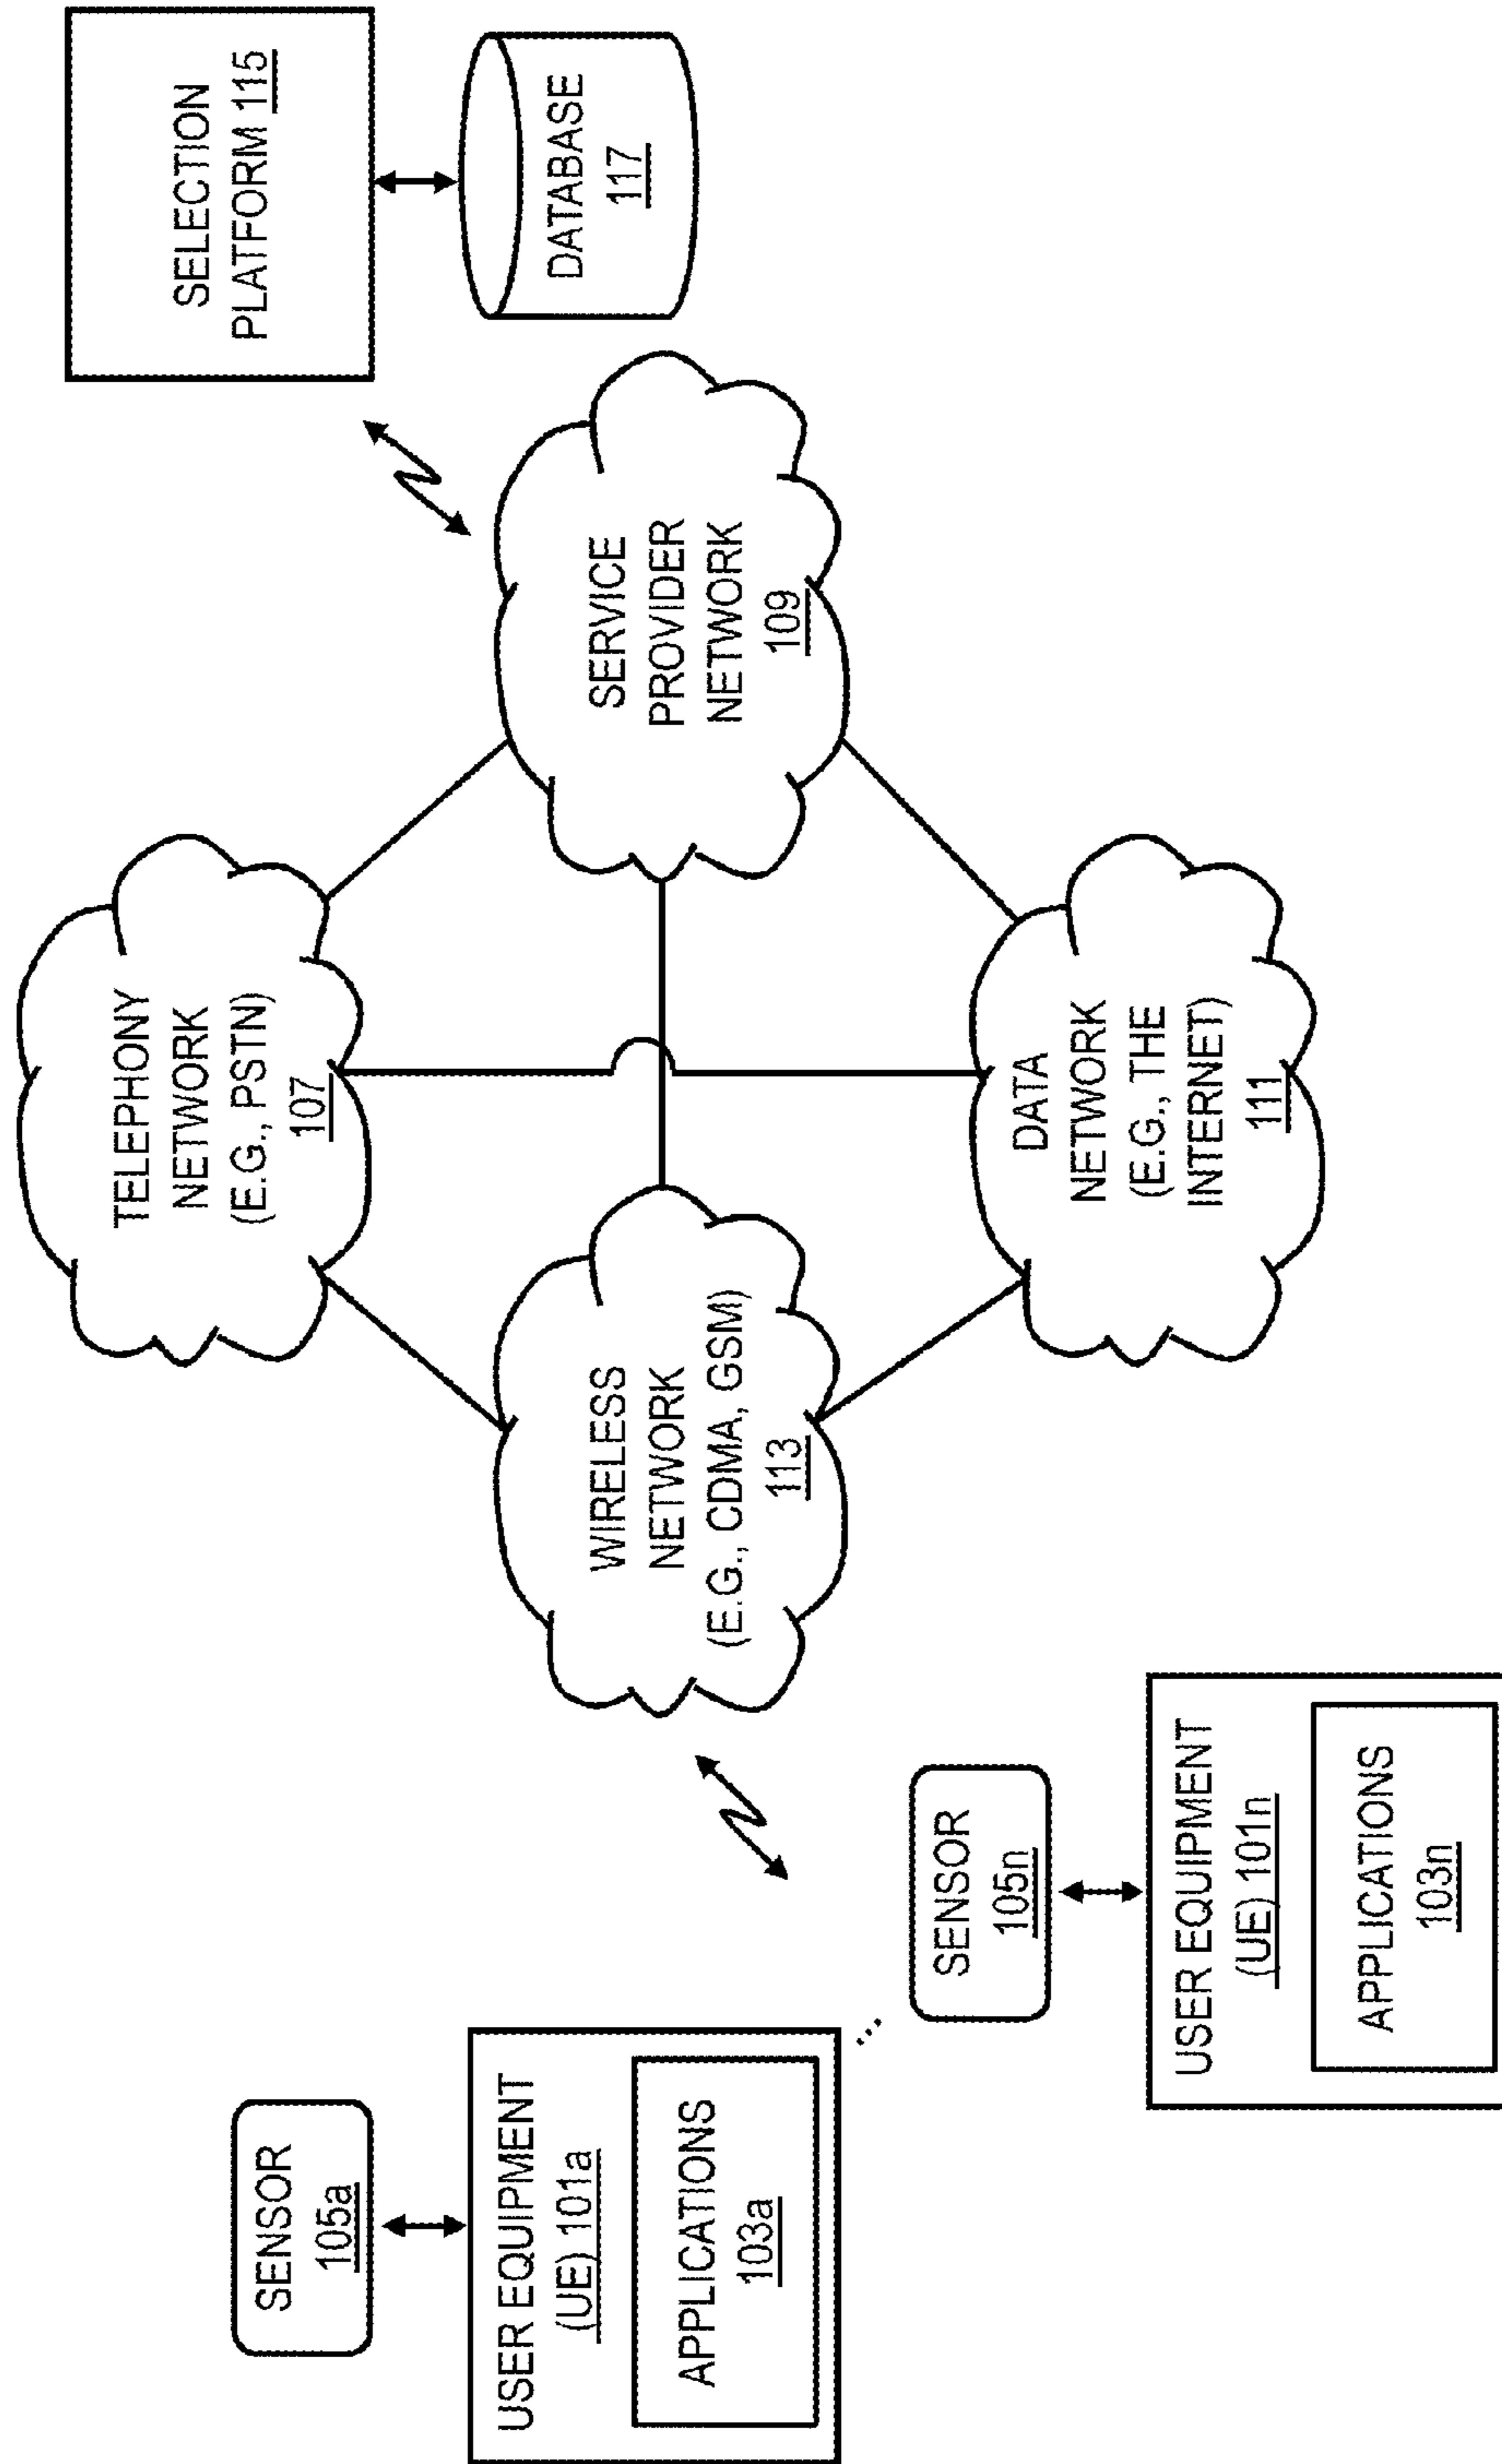 SENSOR
105a
USER EQUIPMENT
(UE) 101a
APPLICATIONS
103a
...
SENSOR
105n
USER EQUIPMENT
(UE) 101n
APPLICATIONS
103n
TELEPHONY
NETWORK
(E.G., PSTN)
107
WIRELESS
NETWORK
(E.G., CDMA, GSM)
113
SERVICE
PROVIDER
NETWORK
109
DATA
NETWORK
(E.G., THE
INTERNET)
111
SELECTION
PLATFORM 115
DATABASE
117